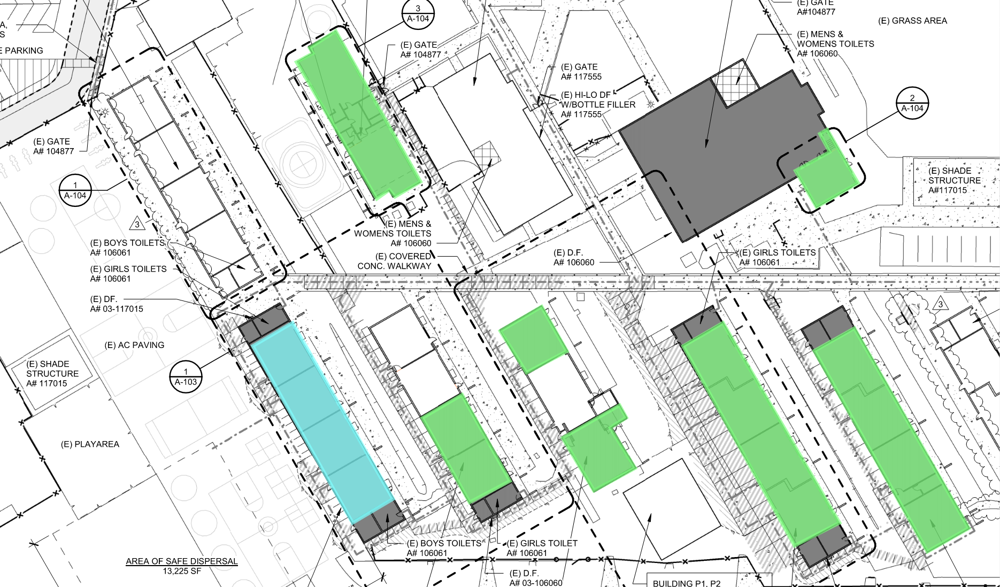 A,
S
E PARKING
3
A-104
(E) GATE
A# 104877
(E) GATE
A#104877
(E) GRASS AREA
(E) MENS &
WOMENS TOILETS
A# 106060
(E) GATE
A# 117555
(E) HI-LO DF
W/BOTTLE FILLER
A# 117555
2
A-104
(E) GATE
A# 104877
1
A-104
(E) SHADE
STRUCTURE
A#117015
3
(E) MENS &
WOMENS TOILETS
A# 106060
(E) BOYS TOILETS
A# 106061
(E) GIRLS TOILETS
A# 106061
(E) COVERED
CONC. WALKWAY
(E) D.F.
A# 106060
(E) GIRLS TOILETS
A# 106061
(E) DF.
A# 03-117015
3
(E) AC PAVING
(E) SHADE
STRUCTURE
A# 117015
1
A-103
(E) PLAYAREA
(E) BOYS TOILETS
A# 106061
(E) GIRLS TOILET
A# 106061
AREA OF SAFE DISPERSAL
13,225 SF
(E) D.F.
A# 03-106060
BUILDING P1, P2